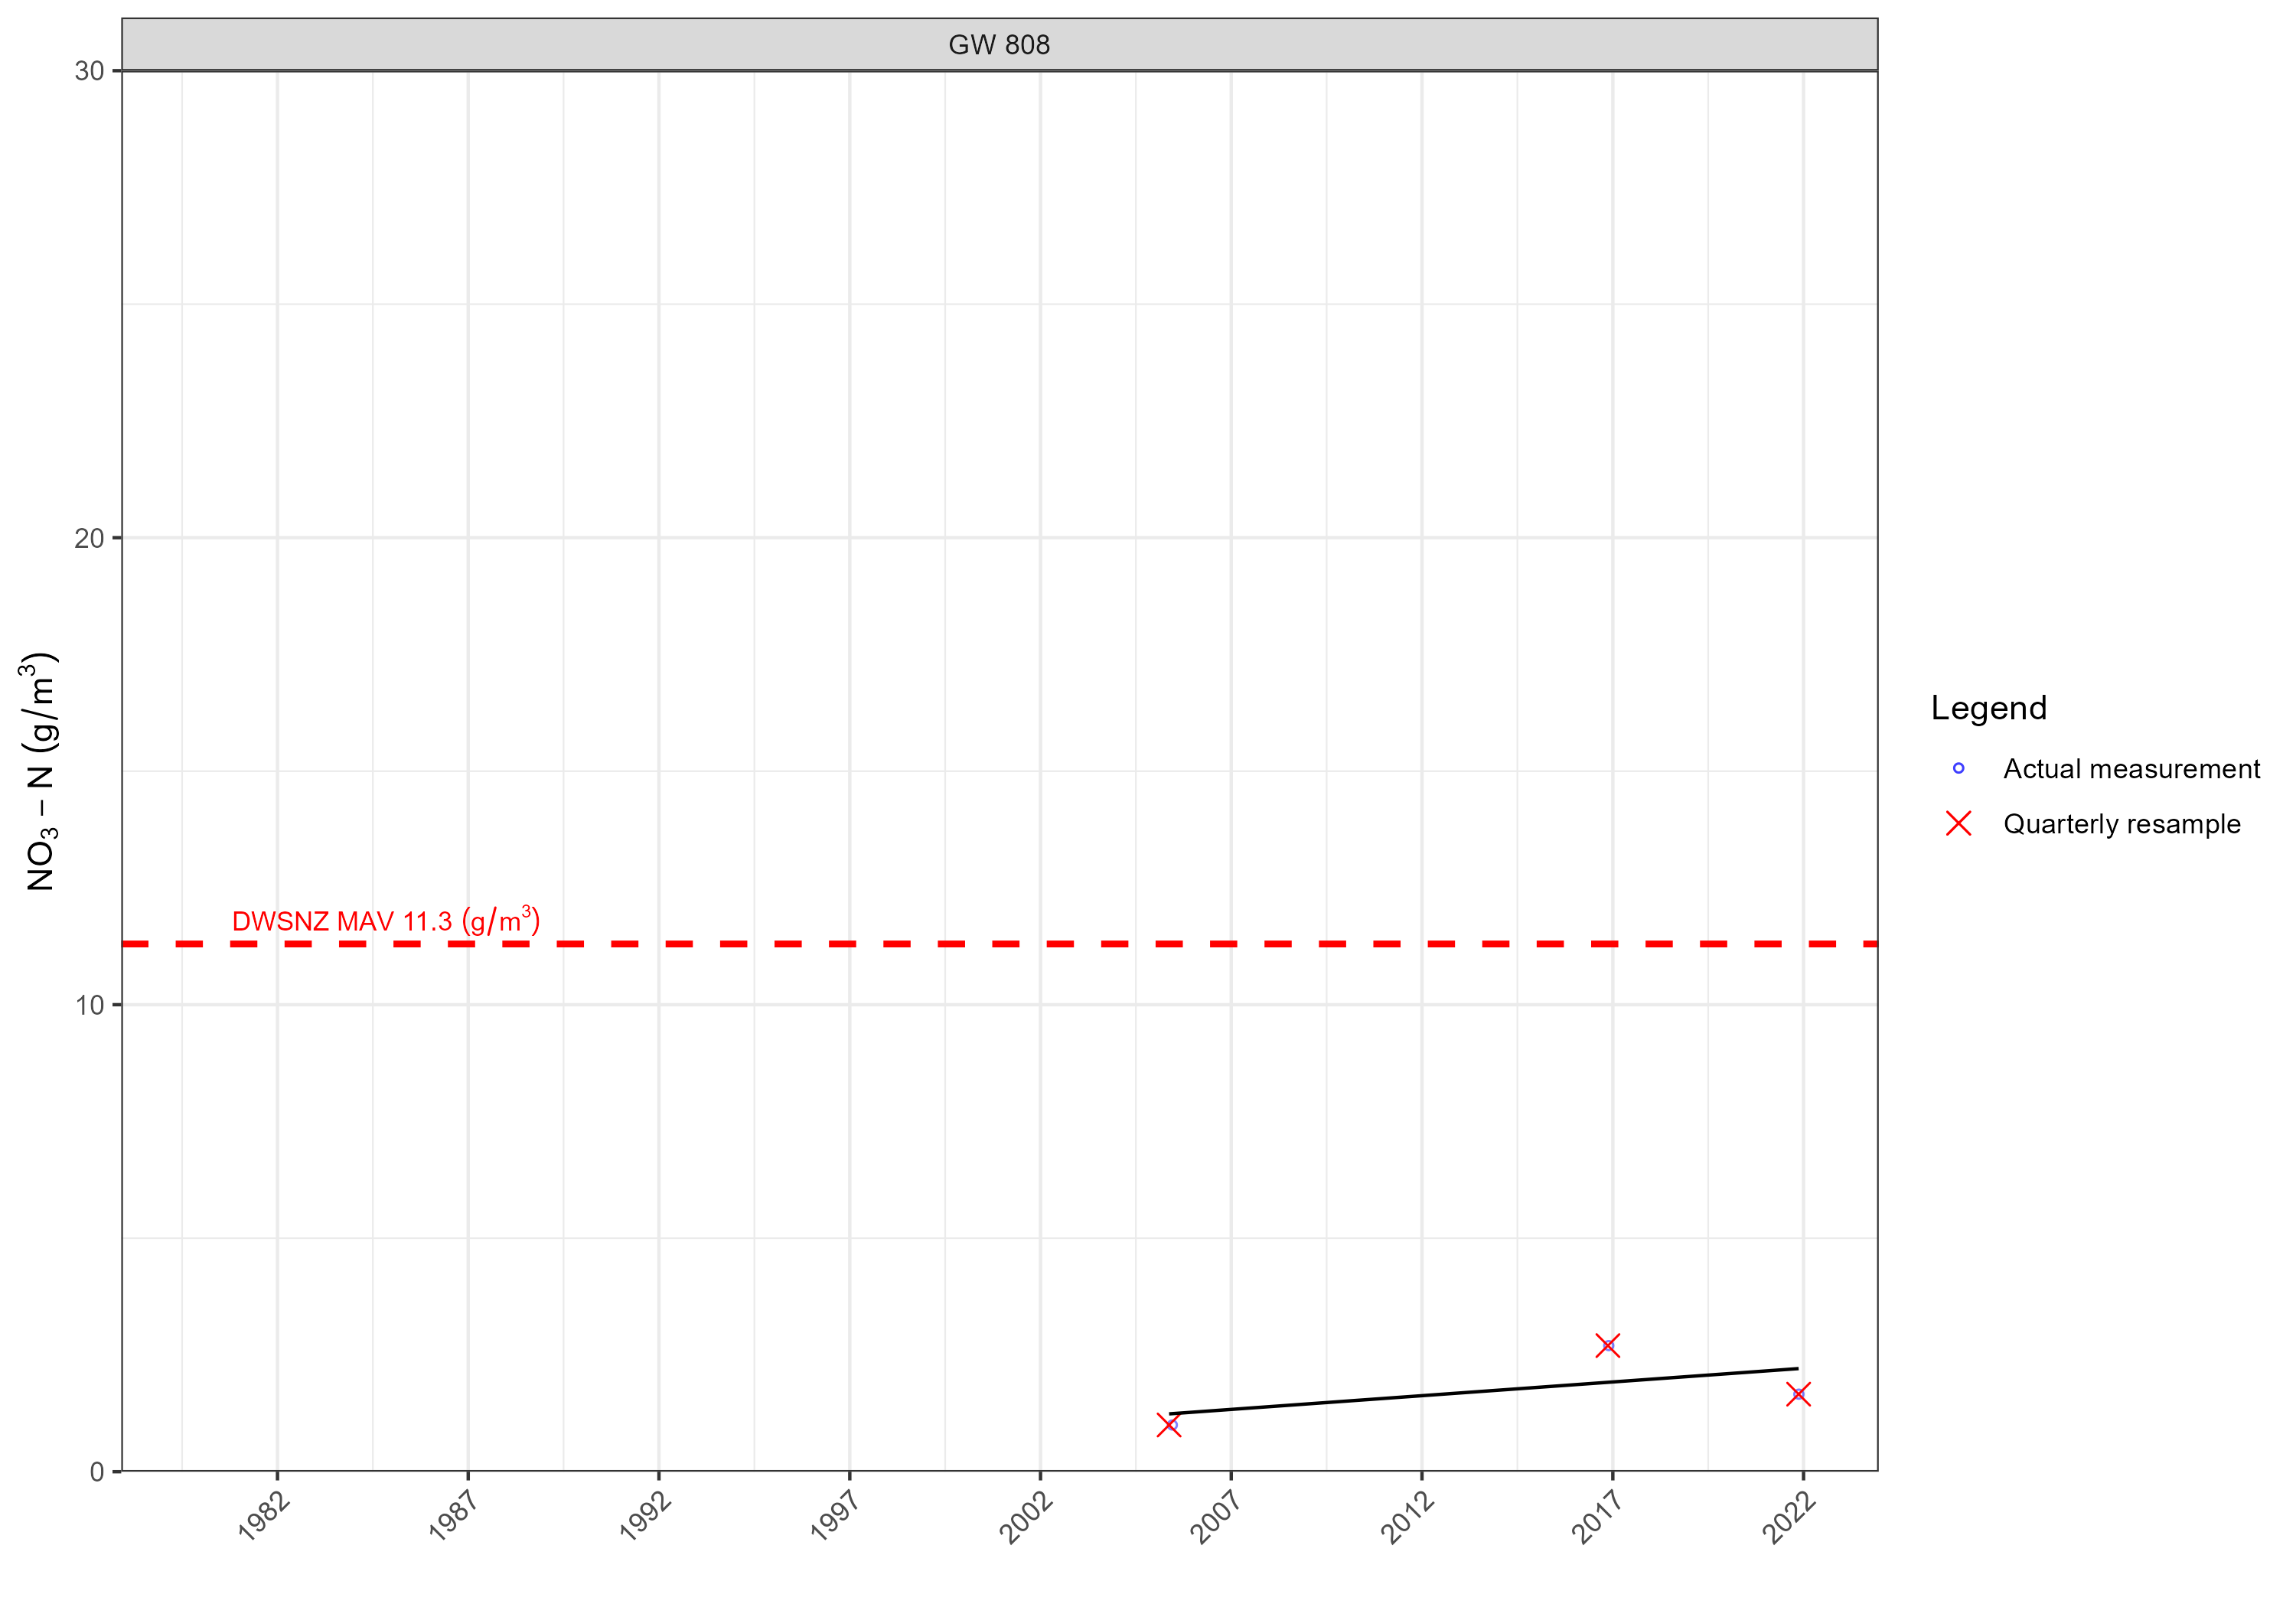 GW 808
30
20
10
0
NO₃ – N (g/m³)
DWSNZ MAV 11.3 (g/m³)
1982
1987
1992
1997
2002
2007
2012
2017
2022
Legend
Actual measurement
Quarterly resample